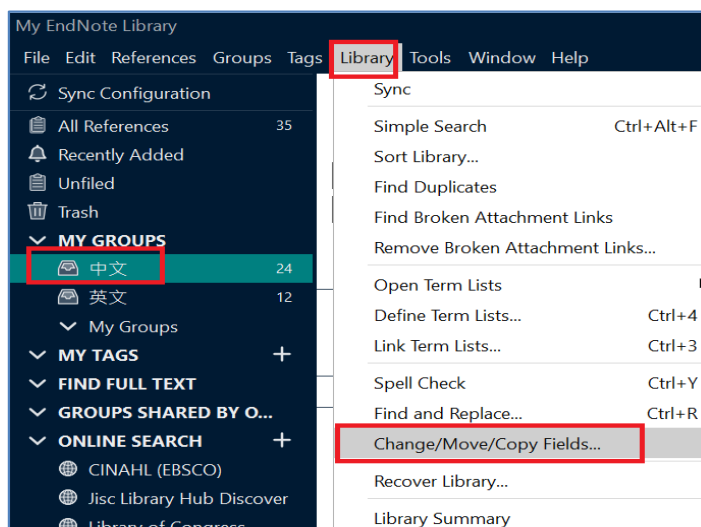 My EndNote Library
File Edit References Groups Tags Library Tools Window Help
Sync Configuration
All References 35
Recently Added
Unfiled
Trash
MY GROUPS
中文 24
英文 12
My Groups
MY TAGS +
FIND FULL TEXT
GROUPS SHARED BY O...
ONLINE SEARCH +
CINAHL (EBSCO)
Jisc Library Hub Discover
Library of Congress
Sync
Simple Search Ctrl+Alt+F
Sort Library...
Find Duplicates
Find Broken Attachment Links
Remove Broken Attachment Links...
Open Term Lists
Define Term Lists... Ctrl+4
Link Term Lists... Ctrl+3
Spell Check Ctrl+Y
Find and Replace... Ctrl+R
Change/Move/Copy Fields...
Recover Library...
Library Summary